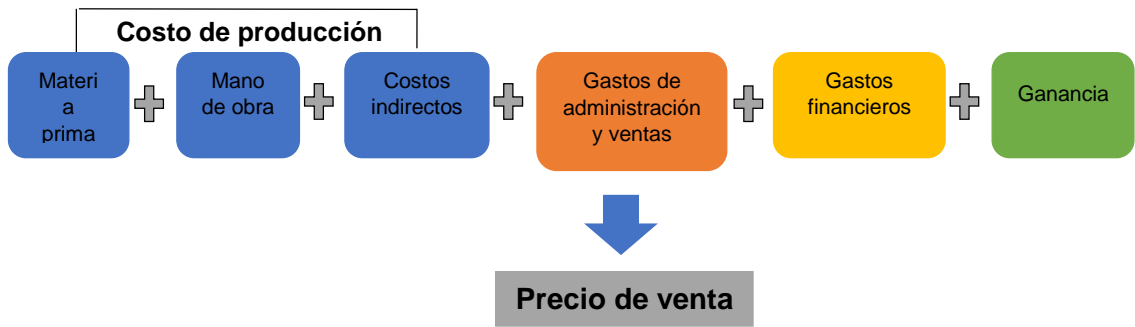 Costo de producción
Materi
a
prima
Mano
de obra
Costos
indirectos
Gastos de
administración
y ventas
Gastos
financieros
Ganancia
Precio de venta